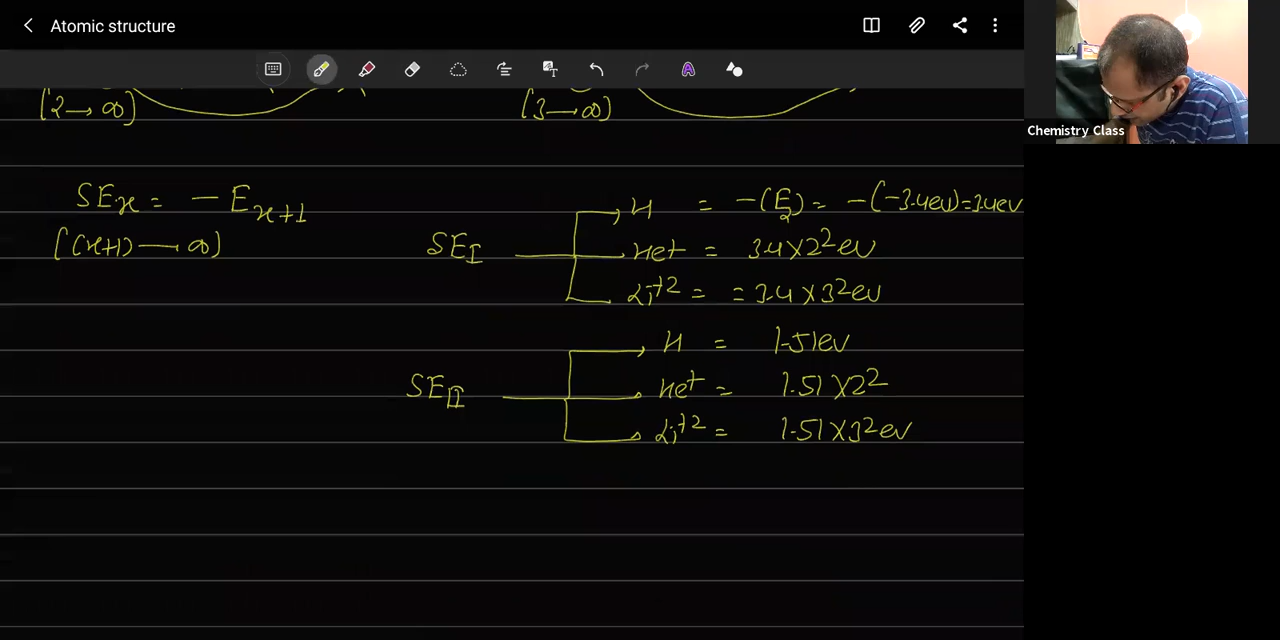 Atomic structure
Chemistry Class
[2→∞] [3→∞]
SEx = -Ex+1
[(x+1)→∞)
SEI
H = -(E2) = -(-3.4ev)=3.4ev
He+ = 3.4×2²ev
Li+2 = = 3.4×3²ev
SEII
H = 1.51ev
He+ = 1.51×2²
Li+2 = 1.51×3²ev